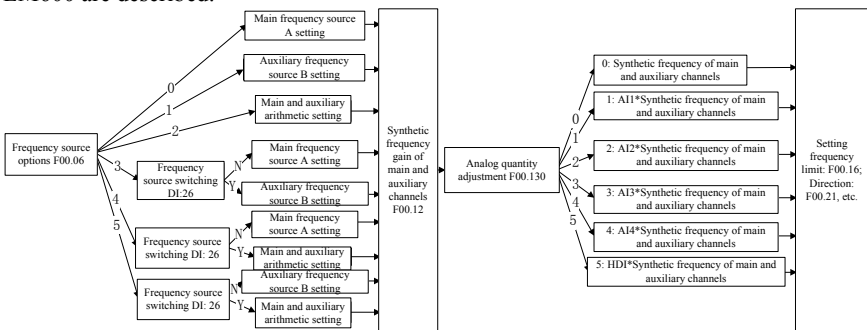 EM600 are described.
Main frequency source
A setting
Auxiliary frequency
source B setting
Main and auxiliary
arithmetic setting
Frequency source
options F00.06
0
1
2
3
4
5
Frequency
source switching
DI:26
N
Y
Main frequency
source A setting
Auxiliary frequency
source B setting
Frequency source
switching DI: 26
N
Y
Main frequency
source A setting
Main and auxiliary
arithmetic setting
Frequency source
switching DI: 26
N
Y
Auxiliary frequency
source B setting
Main and auxiliary
arithmetic setting
Synthetic
frequency
gain of
main and
auxiliary
channels
F00.12
Analog quantity
adjustment F00.130
0
1
2
3
4
5
0: Synthetic frequency of main
and auxiliary channels
1: AI1*Synthetic frequency of main
and auxiliary channels
2: AI2*Synthetic frequency of main
and auxiliary channels
3: AI3*Synthetic frequency of main
and auxiliary channels
4: AI4*Synthetic frequency of main
and auxiliary channels
5: HDI*Synthetic frequency of main and
auxiliary channels
Setting
frequency
limit: F00.16;
Direction:
F00.21, etc.